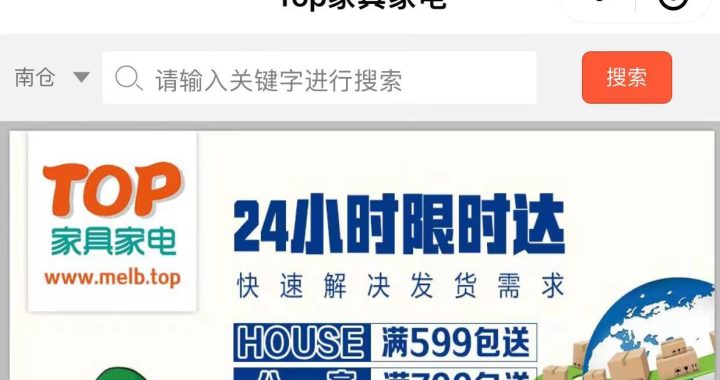 Top家具家电
南仓
请输入关键字进行搜索
搜索
TOP
家具家电
www.melb.top
24小时限时达
快速解决发货需求
HOUSE 满599包送